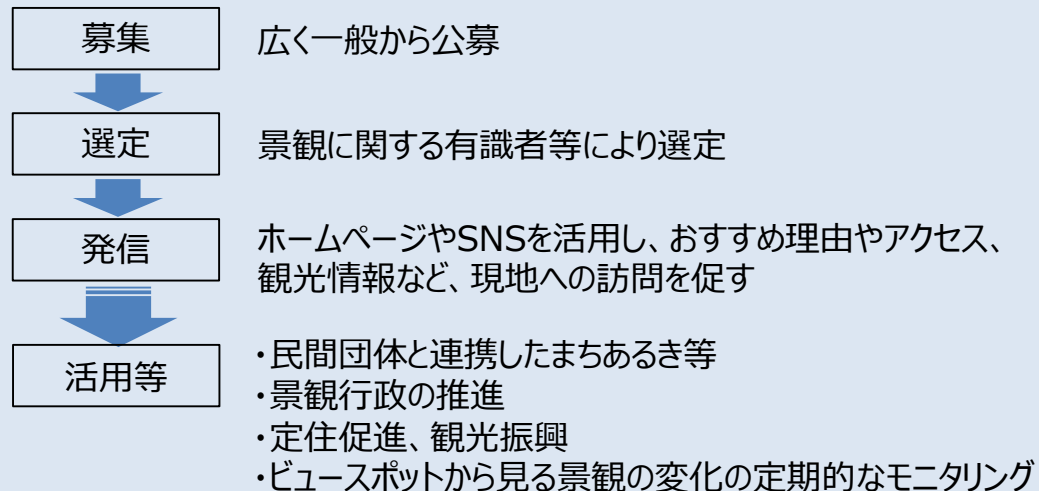 募集
広く一般から公募
選定
景観に関する有識者等により選定
発信
ホームページやSNSを活用し、おすすめ理由やアクセス、
観光情報など、現地への訪問を促す
活用等
・民間団体と連携したまちあるき等
・景観行政の推進
・定住促進、観光振興
・ビュースポットから見る景観の変化の定期的なモニタリング